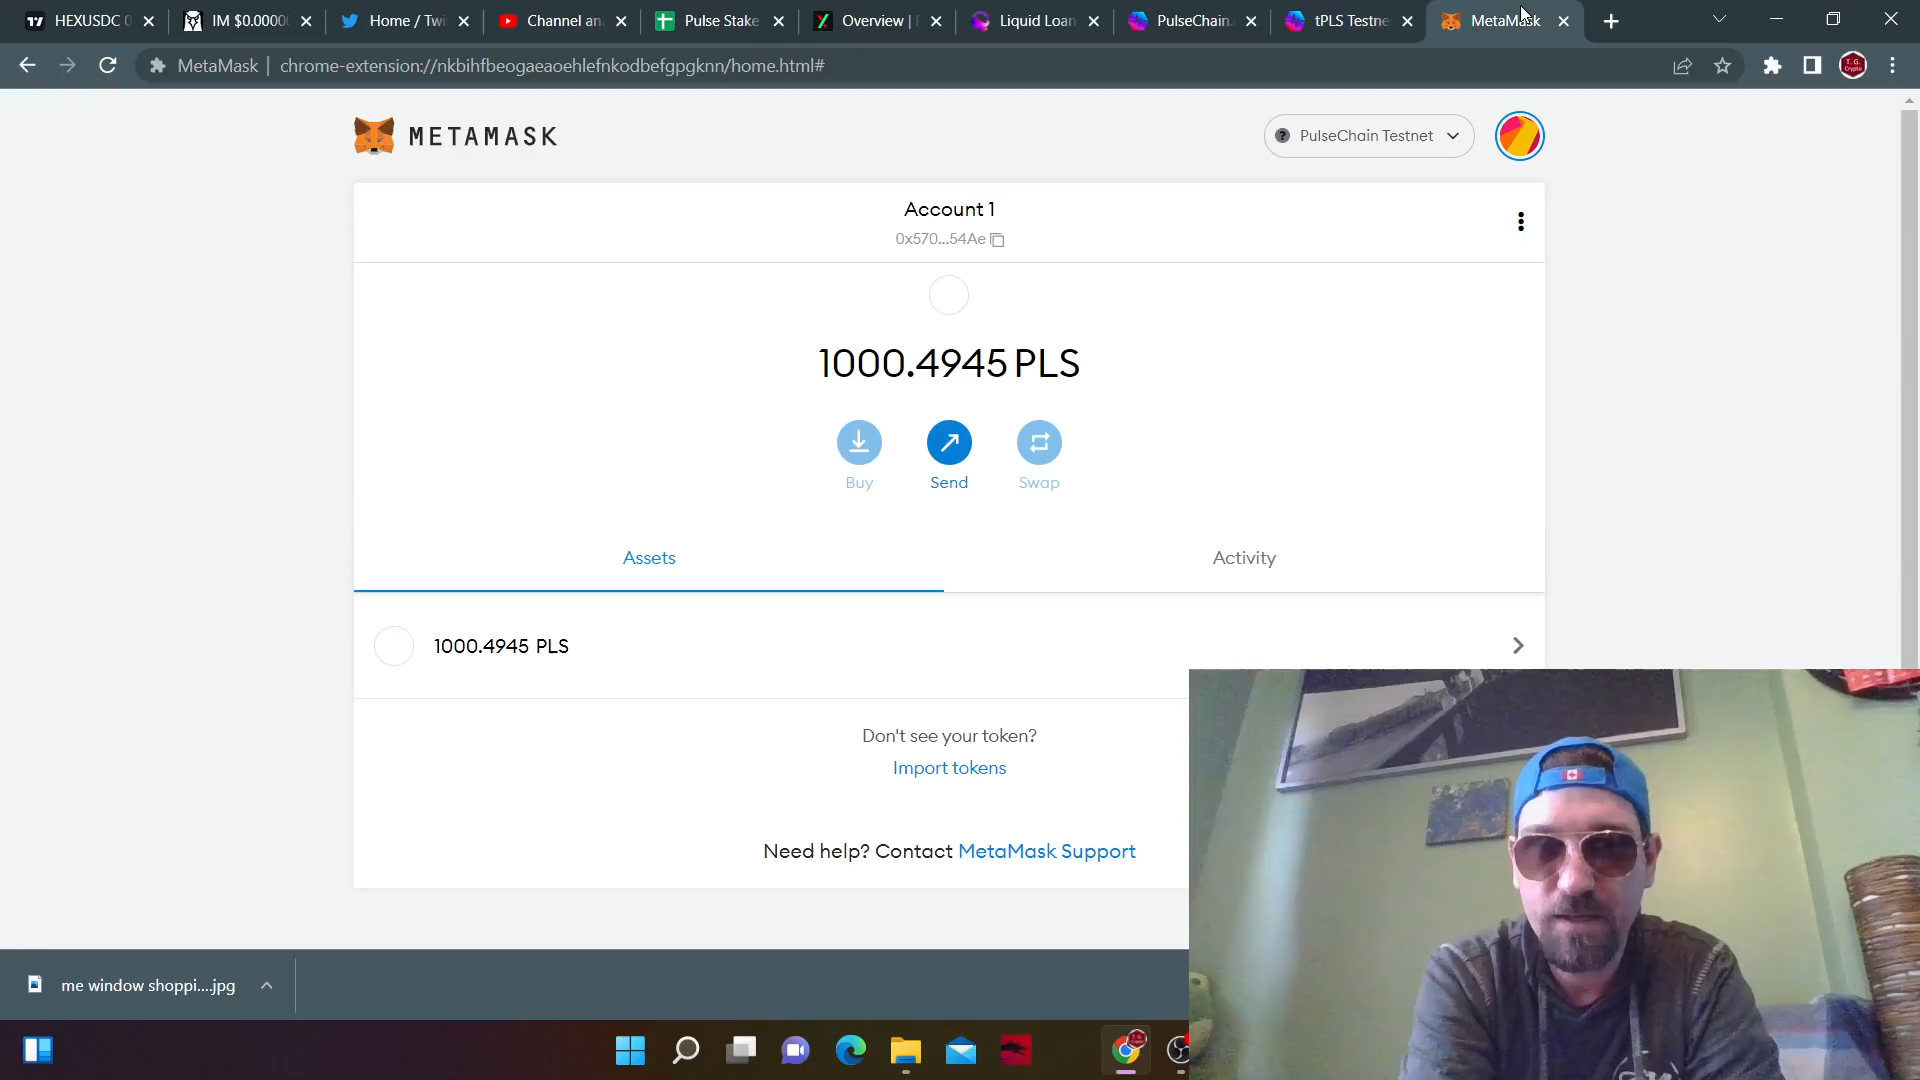 HEXUSDC
IM $0.0000
Home / Twi
Channel an
Pulse Stake
Overview |
Liquid Loan
PulseChain.
tPLS Testne
MetaMask
MetaMask | chrome-extension://nkbihfbeogaeaoehlefnkodbefgpgknn/home.html#
T. G.
Crypto
METAMASK
PulseChain Testnet
Account 1
0x570...54Ae
1000.4945 PLS
Buy
Send
Swap
Assets
Activity
1000.4945 PLS
Don't see your token?
Import tokens
Need help? Contact MetaMask Support
me window shoppi....jpg